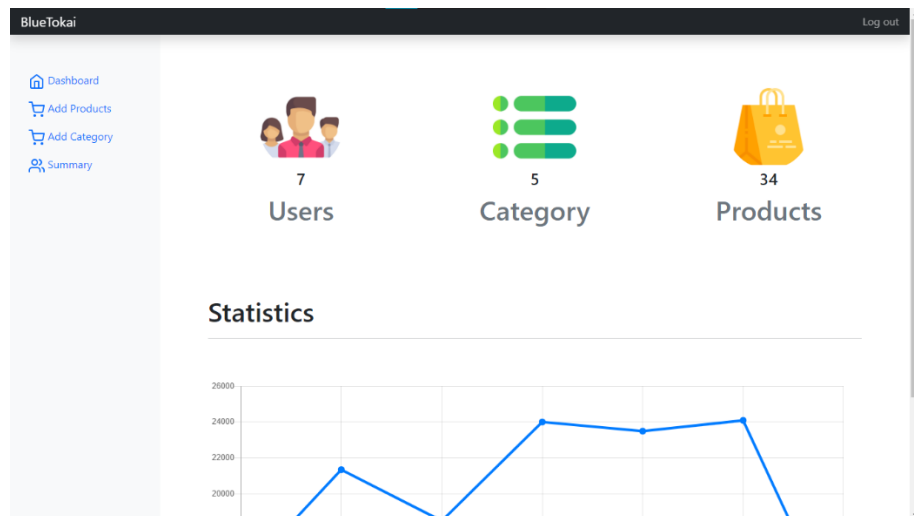 BlueTokai
Log out
Dashboard
Add Products
Add Category
Summary
7
Users
5
Category
34
Products
Statistics
26000
24000
22000
20000